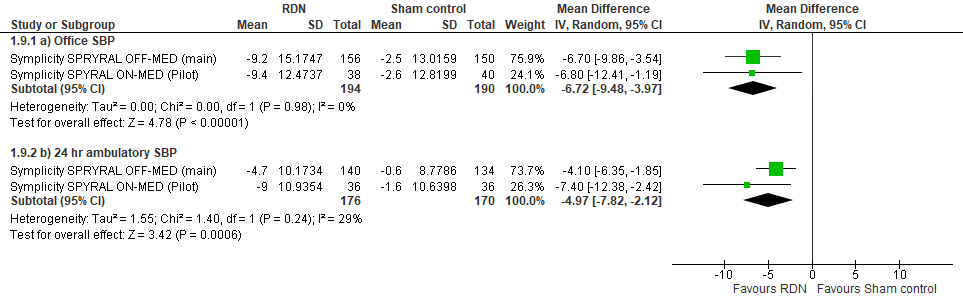 RDN Sham control Mean Difference Mean Difference
Study or Subgroup Mean SD Total Mean SD Total Weight IV, Random, 95% CI IV, Random, 95% CI
1.9.1 a) Office SBP
Symplicity SPRYRAL OFF-MED (main) -9.2 15.1747 156 -2.5 13.0159 150 75.9% -6.70 [-9.86, -3.54]
Symplicity SPYRAL ON-MED (Pilot) -9.4 12.4737 38 -2.6 12.8199 40 24.1% -6.80 [-12.41, -1.19]
Subtotal (95% CI) 194 190 100.0% -6.72 [-9.48, -3.97]
Heterogeneity: Tau² = 0.00; Chi² = 0.00, df = 1 (P = 0.98); I² = 0%
Test for overall effect: Z = 4.78 (P < 0.00001)
1.9.2 b) 24 hr ambulatory SBP
Symplicity SPRYRAL OFF-MED (main) -4.7 10.1734 140 -0.6 8.7786 134 73.7% -4.10 [-6.35, -1.85]
Symplicity SPYRAL ON-MED (Pilot) -9 10.9354 36 -1.6 10.6398 36 26.3% -7.40 [-12.38, -2.42]
Subtotal (95% CI) 176 170 100.0% -4.97 [-7.82, -2.12]
Heterogeneity: Tau² = 1.55; Chi² = 1.40, df = 1 (P = 0.24); I² = 29%
Test for overall effect: Z = 3.42 (P = 0.0006)
-10 -5 0 5 10
Favours RDN Favours Sham control